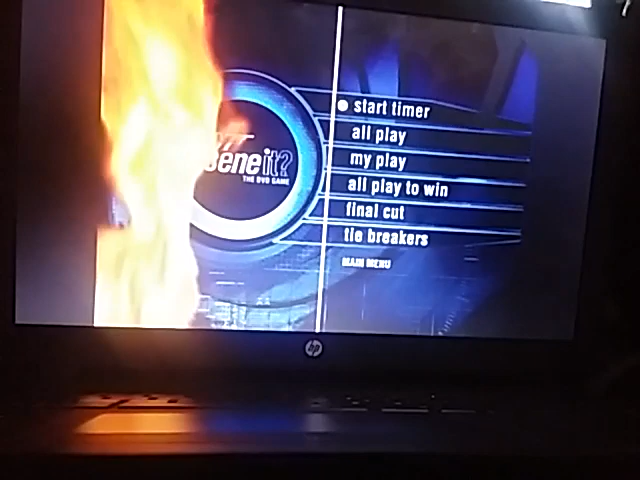 scene it?
THE DVD GAME
start timer
all play
my play
all play to win
final cut
tie breakers
MAIN MENU
hp